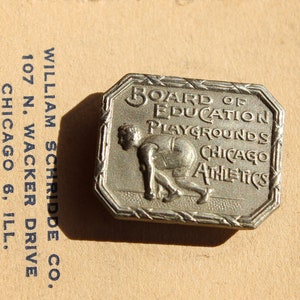 WILLIAM SCHRIDDE CO.
107 N. WACKER DRIVE
CHICAGO 6, ILL.
BOARD OF
EDUCATION
PLAYGROUNDS
CHICAGO
ATHLETICS